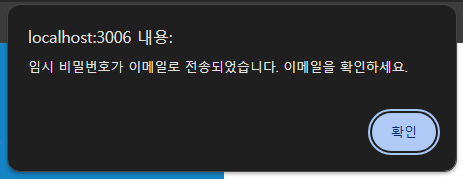 localhost:3006 내용:
임시 비밀번호가 이메일로 전송되었습니다. 이메일을 확인하세요.
확인